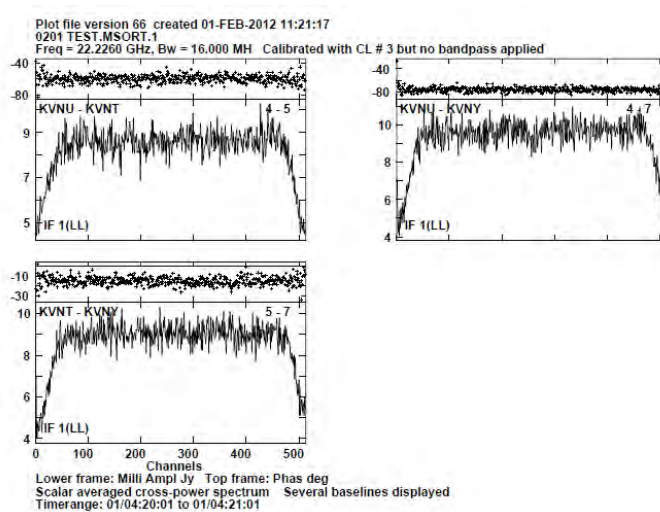 Plot file version 66 created 01-FEB-2012 11:21:17
0201 TEST.MSORT.1
Freq = 22.2260 GHz, Bw = 16.000 MH Calibrated with CL # 3 but no bandpass applied
-40
-80
KVNU - KVNT 4 - 5
9
8
7
5
IF 1(LL)
-40
-80
KVNU - KVNY 4 - 7
10
8
6
4
IF 1(LL)
-10
-30
KVNT - KVNY 5 - 7
10
8
6
4
IF 1(LL)
0 100 200 300 400 500
Channels
Lower frame: Milli Ampl Jy Top frame: Phas deg
Scalar averaged cross-power spectrum Several baselines displayed
Timerange: 01/04:20:01 to 01/04:21:01